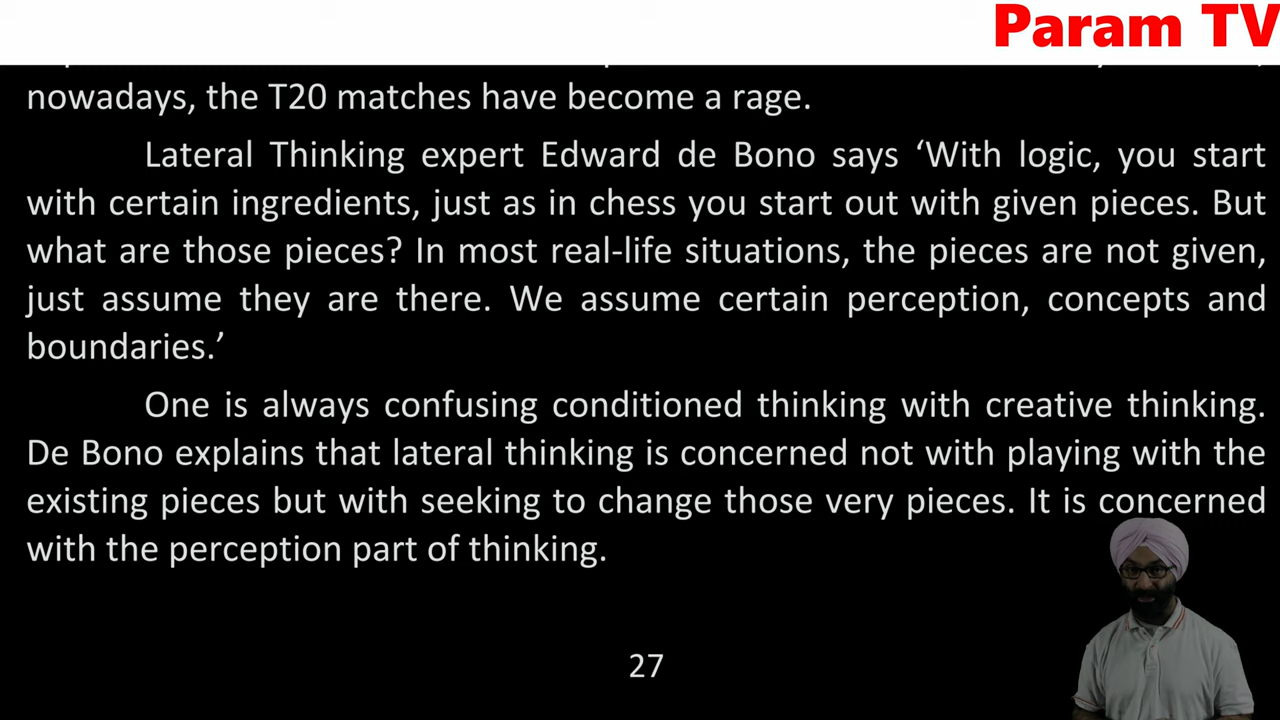 Param TV
nowadays, the T20 matches have become a rage.
Lateral Thinking expert Edward de Bono says ‘With logic, you start
with certain ingredients, just as in chess you start out with given pieces. But
what are those pieces? In most real-life situations, the pieces are not given,
just assume they are there. We assume certain perception, concepts and
boundaries.’
One is always confusing conditioned thinking with creative thinking.
De Bono explains that lateral thinking is concerned not with playing with the
existing pieces but with seeking to change those very pieces. It is concerned
with the perception part of thinking.
27